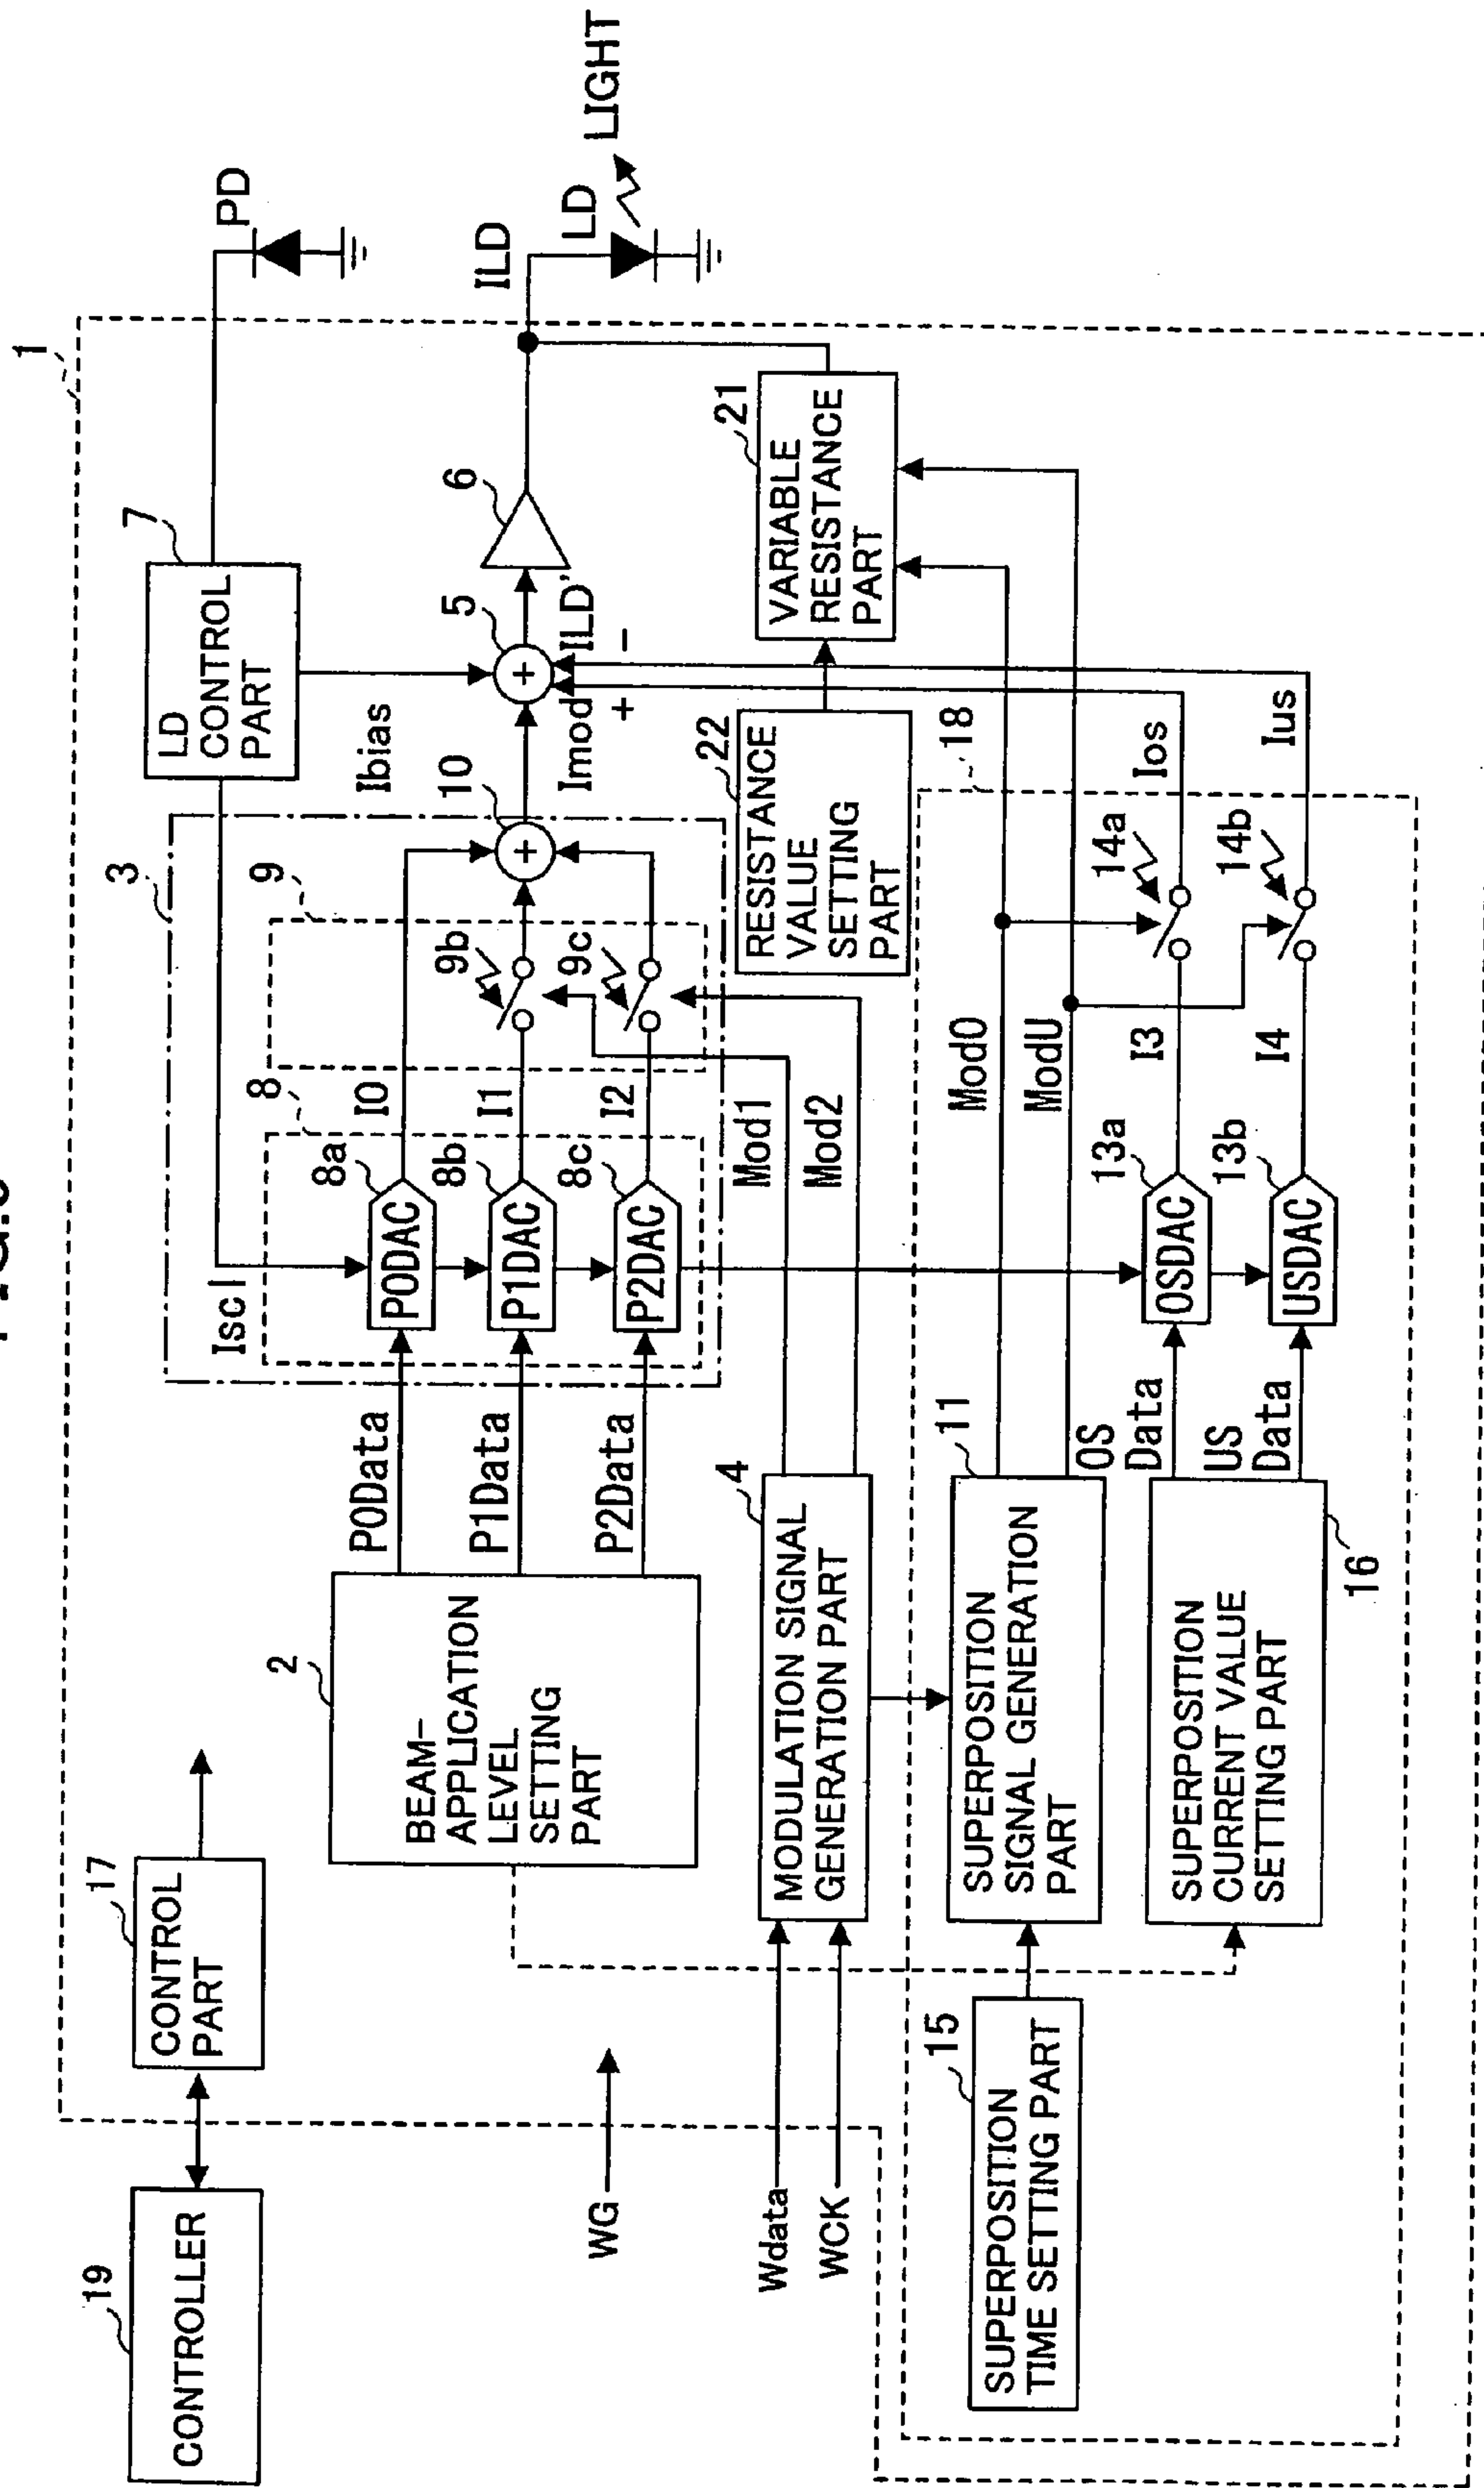 1
19
CONTROLLER
17
CONTROL
PART
7
LD
CONTROL
PART
PD
Iscl
Ibias
3
2
BEAM-
APPLICATION
LEVEL
SETTING
PART
P0Data
P1Data
P2Data
8
8a
P0DAC
8b
P1DAC
8c
P2DAC
I0
I1
I2
9
9b
9c
10
+
Imod
5
+
ILD'
+
-
6
ILD
LD
LIGHT
WG
Wdata
WCK
4
MODULATION SIGNAL
GENERATION PART
Mod1
Mod2
22
RESISTANCE
VALUE
SETTING
PART
21
VARIABLE
RESISTANCE
PART
18
15
SUPERPOSITION
TIME SETTING PART
11
SUPERPOSITION
SIGNAL GENERATION
PART
ModO
ModU
16
SUPERPOSITION
CURRENT VALUE
SETTING PART
OS
Data
US
Data
13a
OSDAC
13b
USDAC
I3
I4
14a
14b
Ios
Ius